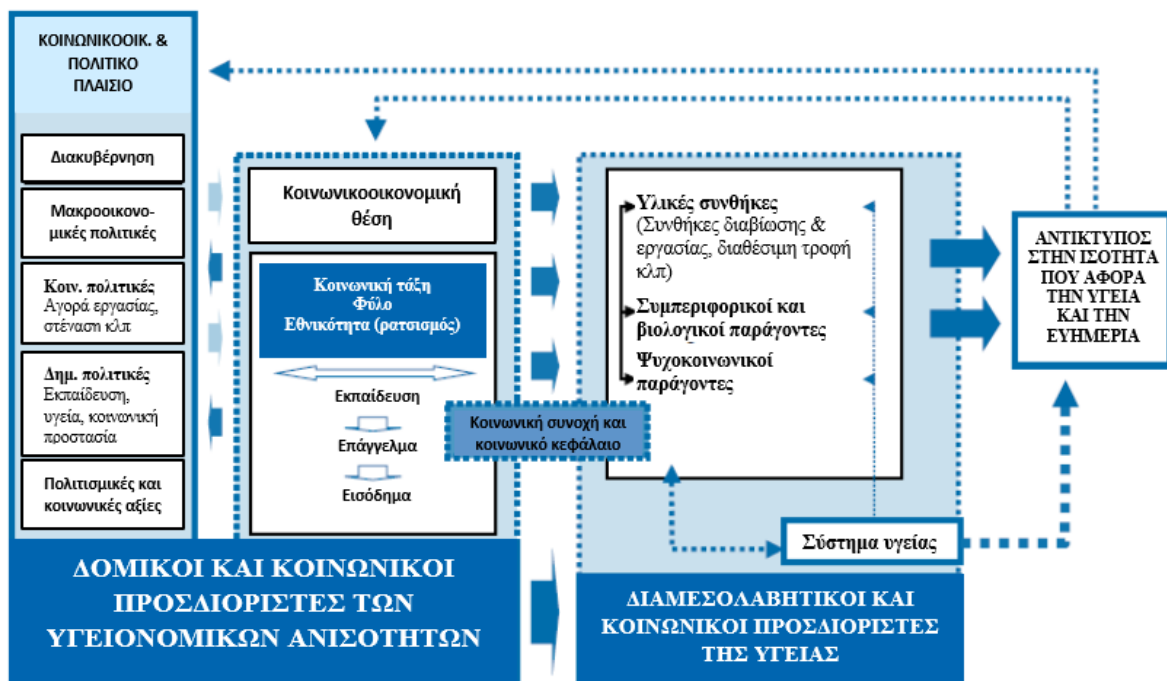 ΚΟΙΝΩΝΙΚΟΟΙΚ. &
ΠΟΛΙΤΙΚΟ
ΠΛΑΙΣΙΟ
Διακυβέρνηση
Μακροοικονο-
μικές πολιτικές
Κοιν. πολιτικές
Αγορά εργασίας,
στέναση κλπ
Δημ. πολιτικές
Εκπαίδευση,
υγεία, κοινωνική
προστασία
Πολιτισμικές και
κοινωνικές αξίες
Κοινωνικοοικονομική
θέση
Κοινωνική τάξη
Φύλο
Εθνικότητα (ρατσισμός)
Εκπαίδευση
Επάγγελμα
Εισόδημα
Κοινωνική συνοχή και
κοινωνικό κεφάλαιο
Υλικές συνθήκες
(Συνθήκες διαβίωσης &
εργασίας, διαθέσιμη τροφή
κλπ)
Συμπεριφορικοί και
βιολογικοί παράγοντες
Ψυχοκοινωνικοί
παράγοντες
Σύστημα υγείας
ΑΝΤΙΚΤΥΠΟΣ
ΣΤΗΝ ΙΣΟΤΗΤΑ
ΠΟΥ ΑΦΟΡΑ
ΤΗΝ ΥΓΕΙΑ
ΚΑΙ ΤΗΝ
ΕΥΗΜΕΡΙΑ
ΔΟΜΙΚΟΙ ΚΑΙ ΚΟΙΝΩΝΙΚΟΙ
ΠΡΟΣΔΙΟΡΙΣΤΕΣ ΤΩΝ
ΥΓΕΙΟΝΟΜΙΚΩΝ ΑΝΙΣΟΤΗΤΩΝ
ΔΙΑΜΕΣΟΛΑΒΗΤΙΚΟΙ ΚΑΙ
ΚΟΙΝΩΝΙΚΟΙ ΠΡΟΣΔΙΟΡΙΣΤΕΣ
ΤΗΣ ΥΓΕΙΑΣ